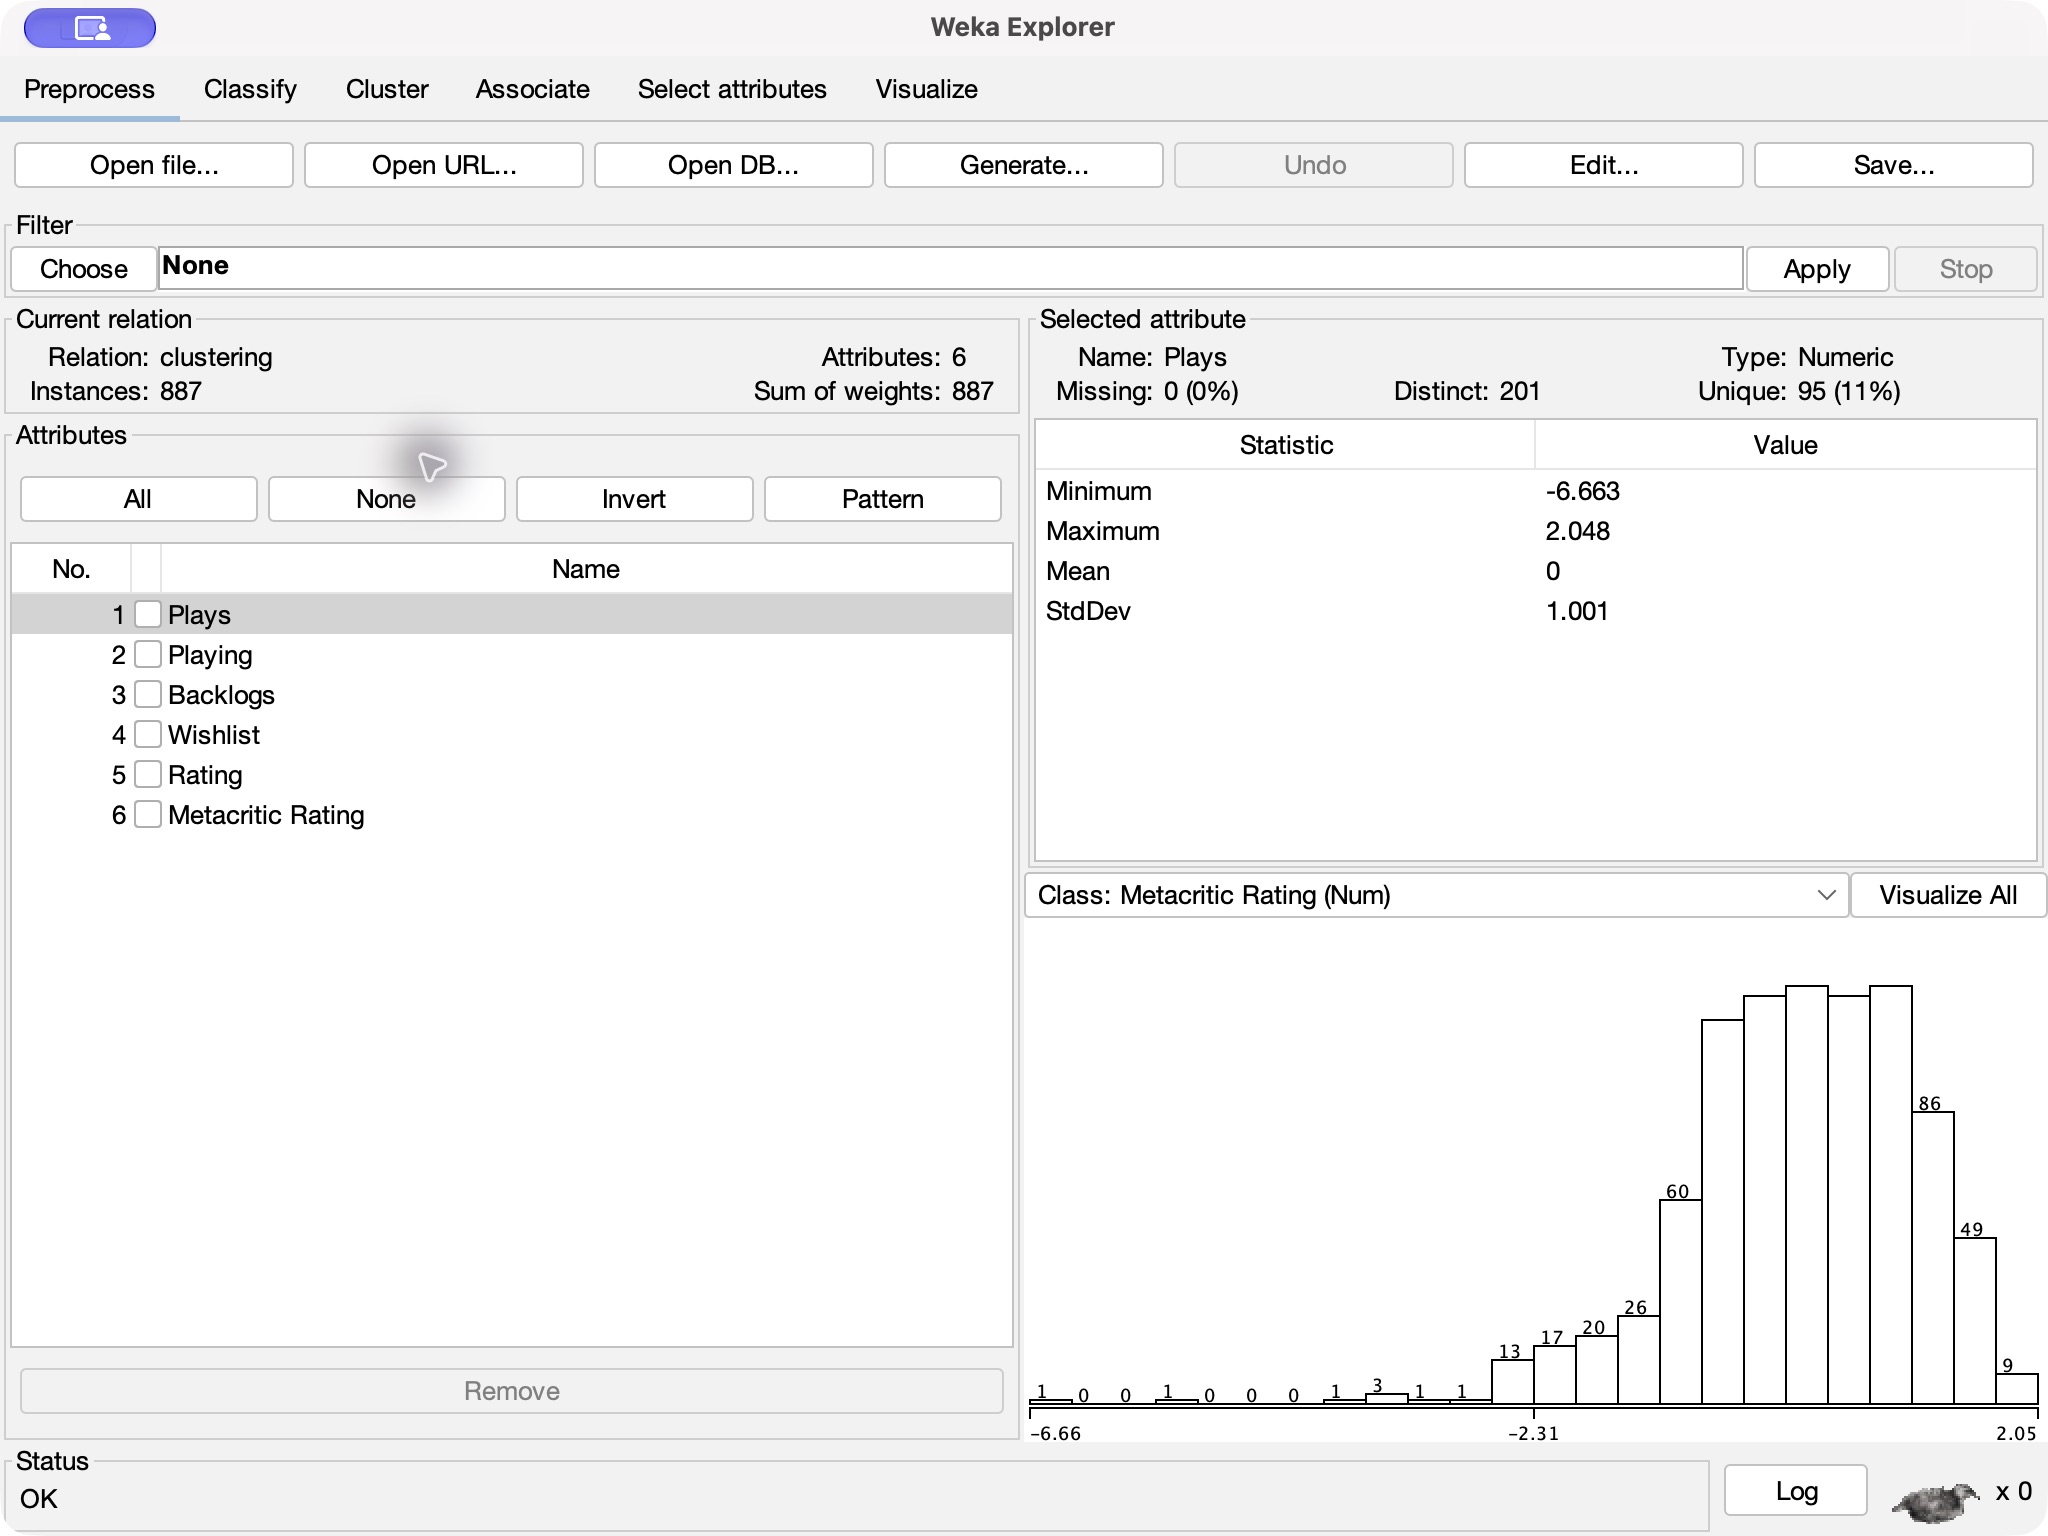 Weka Explorer
Preprocess Classify Cluster Associate Select attributes Visualize
Open file... Open URL... Open DB... Generate... Undo Edit... Save...
Filter
Choose None Apply Stop
Current relation
Relation: clustering Attributes: 6
Instances: 887 Sum of weights: 887
Attributes
All None Invert Pattern
No. Name
1 Plays
2 Playing
3 Backlogs
4 Wishlist
5 Rating
6 Metacritic Rating
Remove
Selected attribute
Name: Plays Type: Numeric
Missing: 0 (0%) Distinct: 201 Unique: 95 (11%)
Statistic Value
Minimum -6.663
Maximum 2.048
Mean 0
StdDev 1.001
Class: Metacritic Rating (Num) Visualize All
1 0 0 1 0 0 0 1 3 1 1 13 17 20 26 60 86 49 9
-6.66 -2.31 2.05
Status
OK
Log x 0